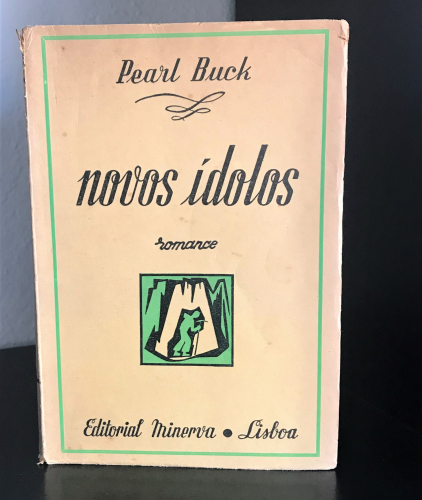 Pearl Buck
novos ídolos
romance
Editorial Minerva • Lisboa